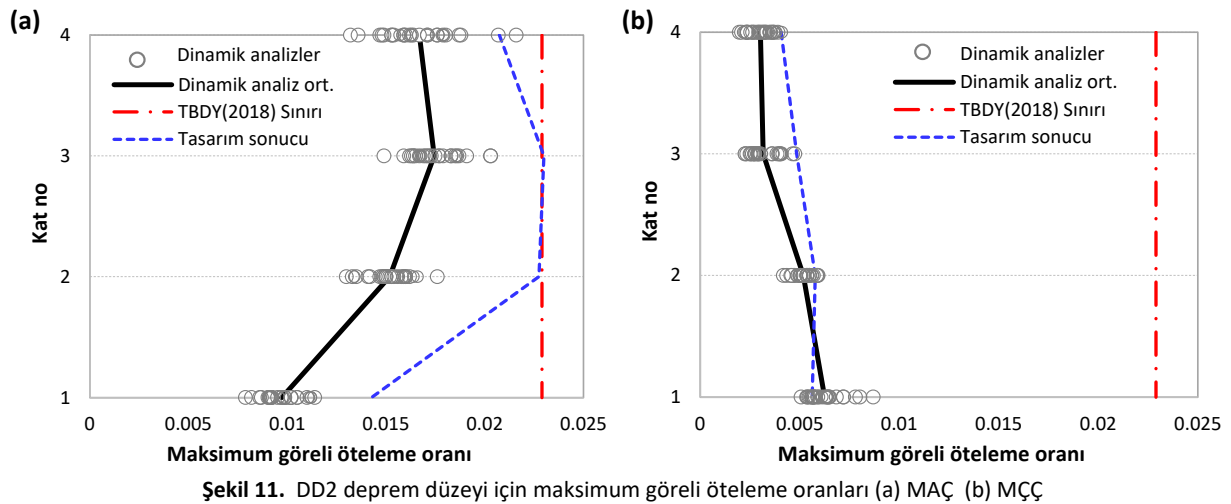 (a)
4
3
2
1
Kat no
Dinamik analizler
Dinamik analiz ort.
TBDY(2018) Sınırı
Tasarım sonucu
0
0.005
0.01
0.015
0.02
0.025
Maksimum göreli öteleme oranı
(b)
4
3
2
1
Kat no
Dinamik analizler
Dinamik analiz ort.
TBDY(2018) Sınırı
Tasarım sonucu
0
0.005
0.01
0.015
0.02
0.025
Maksimum göreli öteleme oranı
Şekil 11. DD2 deprem düzeyi için maksimum göreli öteleme oranları (a) MAÇ (b) MÇÇ